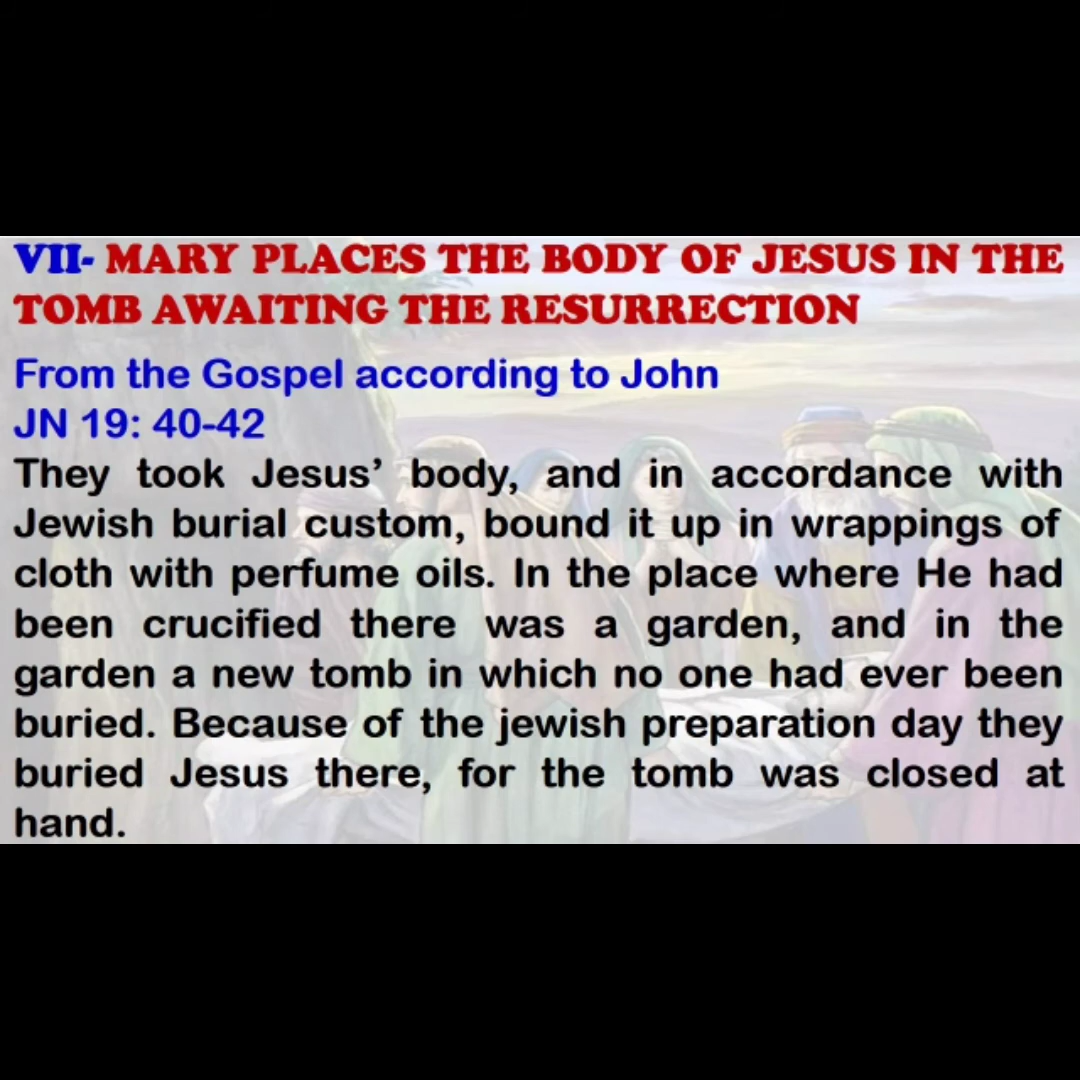 VII- MARY PLACES THE BODY OF JESUS IN THE
TOMB AWAITING THE RESURRECTION
From the Gospel according to John
JN 19: 40-42
They took Jesus’ body, and in accordance with
Jewish burial custom, bound it up in wrappings of
cloth with perfume oils. In the place where He had
been crucified there was a garden, and in the
garden a new tomb in which no one had ever been
buried. Because of the jewish preparation day they
buried Jesus there, for the tomb was closed at
hand.